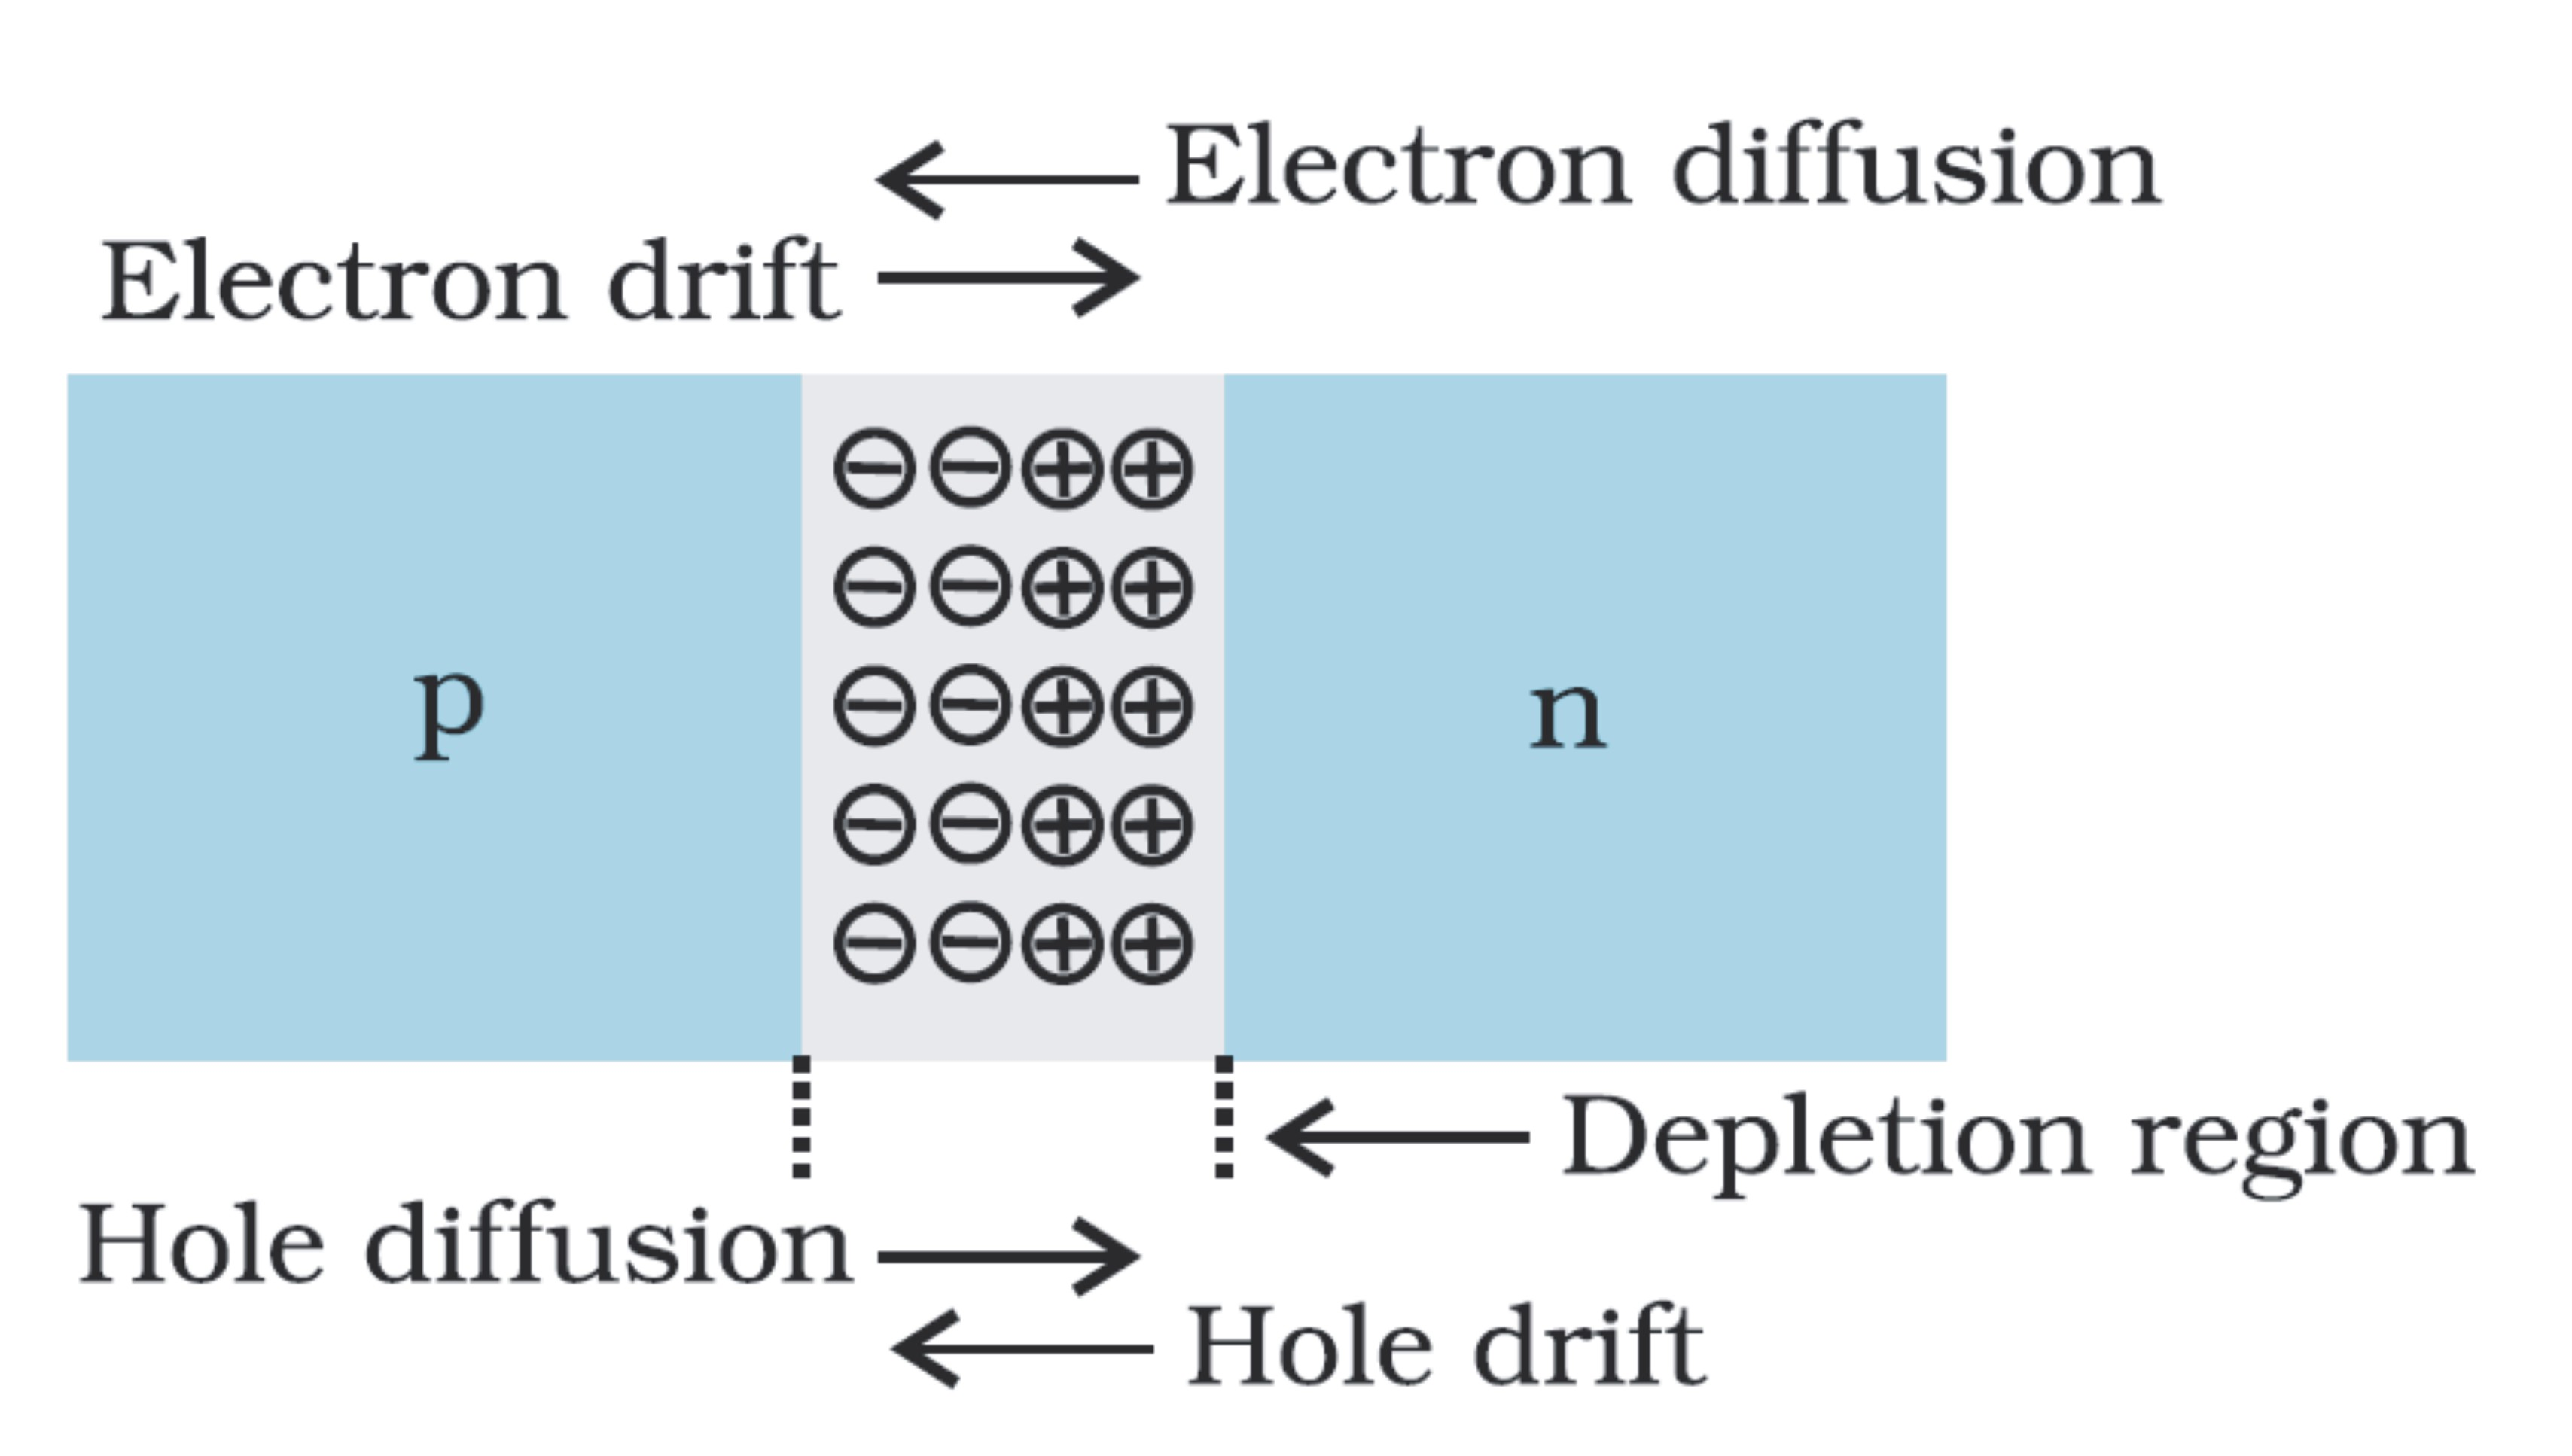 Electron diffusion
Electron drift
p
n
Depletion region
Hole diffusion
Hole drift